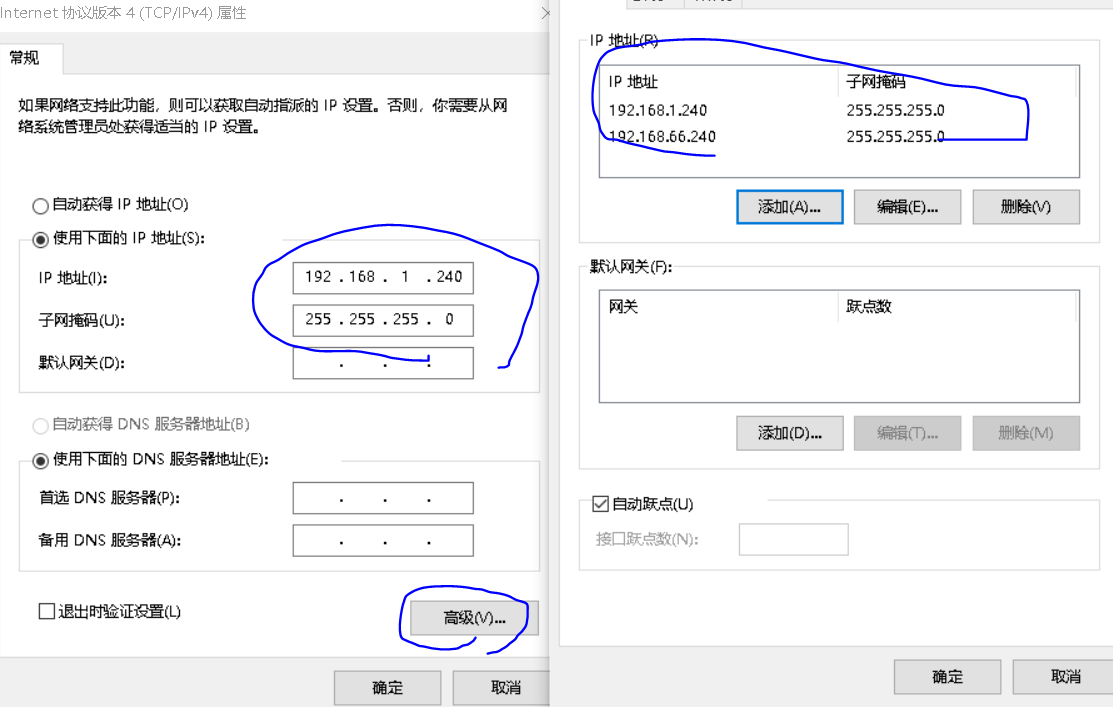 Internet 协议版本 4 (TCP/IPv4) 属性
常规
如果网络支持此功能，则可以获取自动指派的 IP 设置。否则，你需要从网
络系统管理员处获得适当的 IP 设置。
自动获得 IP 地址(O)
使用下面的 IP 地址(S):
IP 地址(I):
192 . 168 . 1 . 240
子网掩码(U):
255 . 255 . 255 . 0
默认网关(D):
. . .
自动获得 DNS 服务器地址(B)
使用下面的 DNS 服务器地址(E):
首选 DNS 服务器(P):
. . .
备用 DNS 服务器(A):
. . .
退出时验证设置(L)
高级(V)...
确定
取消
IP 地址(R)
IP 地址 子网掩码
192.168.1.240 255.255.255.0
192.168.66.240 255.255.255.0
添加(A)... 编辑(E)... 删除(V)
默认网关(F):
网关 跃点数
添加(D)... 编辑(T)... 删除(M)
自动跃点(U)
接口跃点数(N):
确定
取消